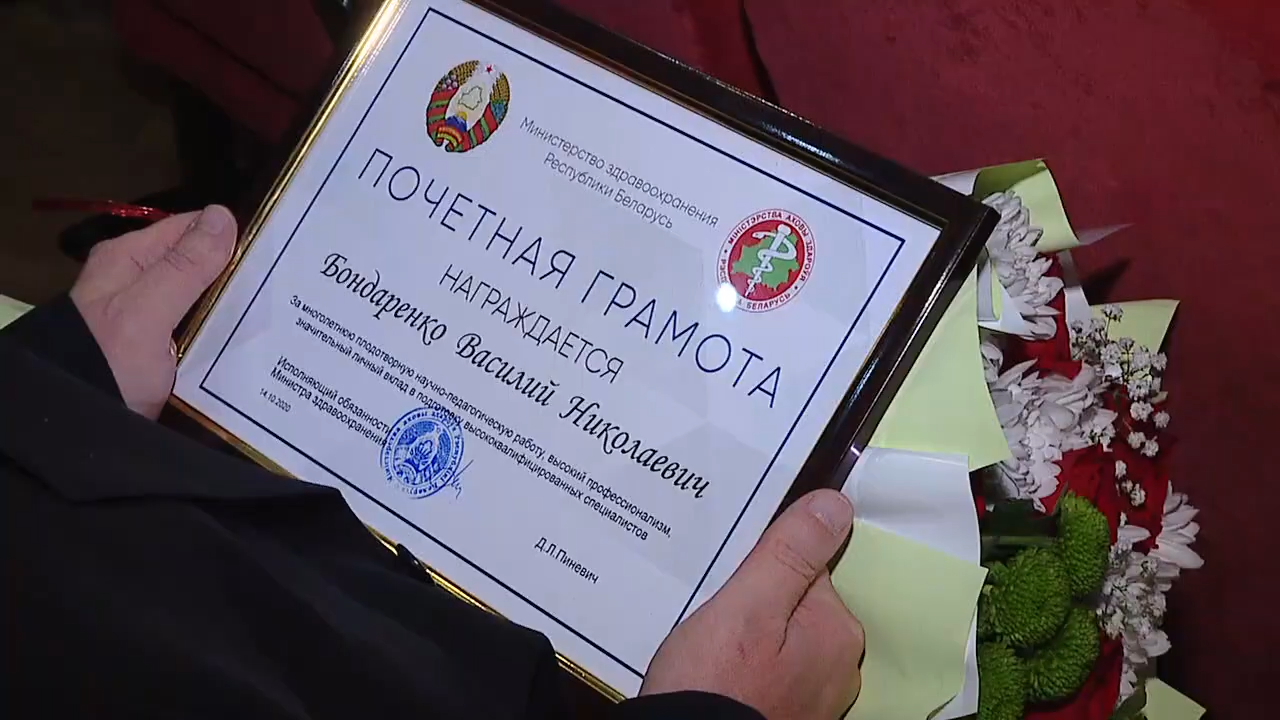 Министерство здравоохранения
Республики Беларусь
МІНІСТЭРСТВА АХОВЫ ЗДАРОЎЯ
БЕЛАРУСЬ
ПОЧЕТНАЯ ГРАМОТА
НАГРАЖДАЕТСЯ
Бондаренко Василий Николаевич
За многолетнюю плодотворную научно-педагогическую работу, высокий профессионализм,
значительный личный вклад в подготовку высококвалифицированных специалистов
Исполняющий обязанности
Министра здравоохранения
Д.Л.Пиневич
14.10.2020